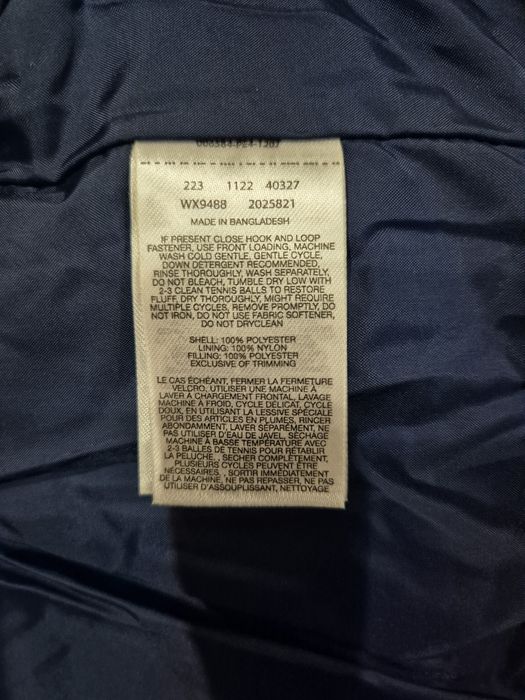 000384-PE4-1207
223 1122 40327
WX9488 2025821
MADE IN BANGLADESH
IF PRESENT CLOSE HOOK AND LOOP
FASTENER, USE FRONT LOADING, MACHINE
WASH COLD GENTLE, GENTLE CYCLE,
DOWN DETERGENT RECOMMENDED,
RINSE THOROUGHLY, WASH SEPARATELY,
DO NOT BLEACH, TUMBLE DRY LOW WITH
2-3 CLEAN TENNIS BALLS TO RESTORE
FLUFF, DRY THOROUGHLY, MIGHT REQUIRE
MULTIPLE CYCLES, REMOVE PROMPTLY, DO
NOT IRON, DO NOT USE FABRIC SOFTENER,
DO NOT DRYCLEAN
SHELL: 100% POLYESTER
LINING: 100% NYLON
FILLING: 100% POLYESTER
EXCLUSIVE OF TRIMMING
LE CAS ÉCHÉANT, FERMER LA FERMETURE
VELCRO, UTILISER UNE MACHINE À
LAVER À CHARGEMENT FRONTAL, LAVAGE
MACHINE À FROID, CYCLE DÉLICAT, CYCLE
DOUX, EN UTILISANT LA LESSIVE SPÉCIALE
POUR DES ARTICLES EN PLUMES, RINCER
ABONDAMMENT, LAVER SÉPARÉMENT, NE
PAS UTILISER D'EAU DE JAVEL, SÉCHAGE
MACHINE À BASSE TEMPÉRATURE AVEC
2-3 BALLES DE TENNIS POUR RÉTABLIR
LA PELUCHE, SÉCHER COMPLÈTEMENT,
PLUSIEURS CYCLES PEUVENT ÊTRE
NÉCESSAIRES, SORTIR IMMÉDIATEMENT
DE LA MACHINE, NE PAS REPASSER, NE PAS
UTILISER D'ASSOUPLISSANT, NETTOYAGE